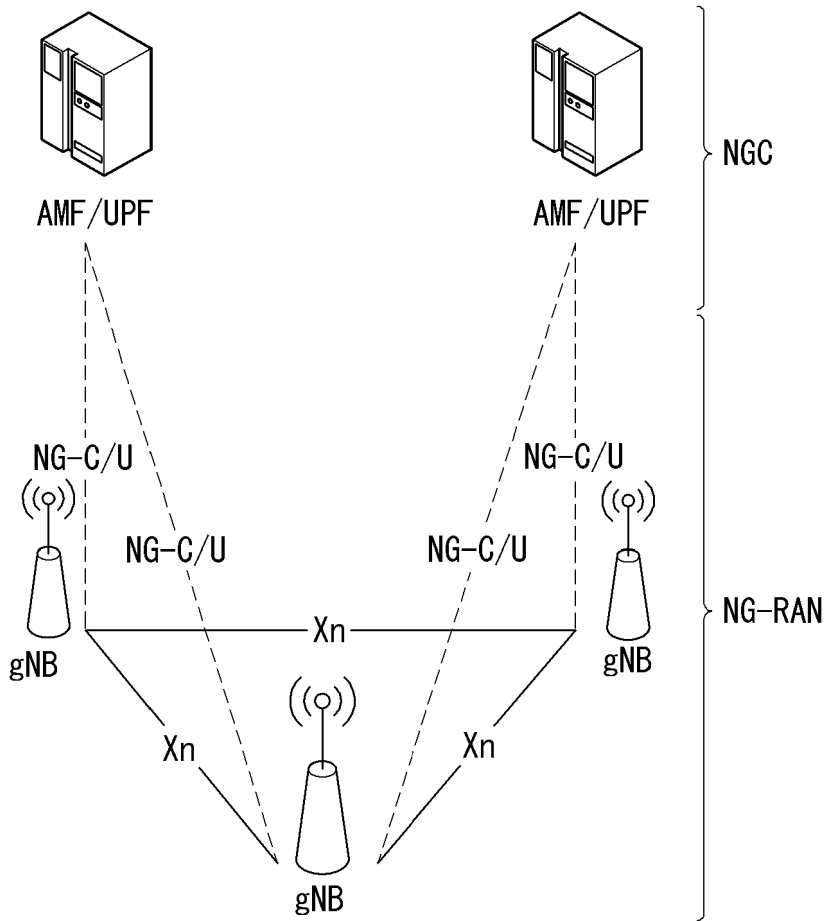 NGC
AMF/UPF
AMF/UPF
NG-C/U
NG-C/U
NG-C/U
NG-C/U
NG-RAN
Xn
gNB
gNB
Xn
Xn
gNB